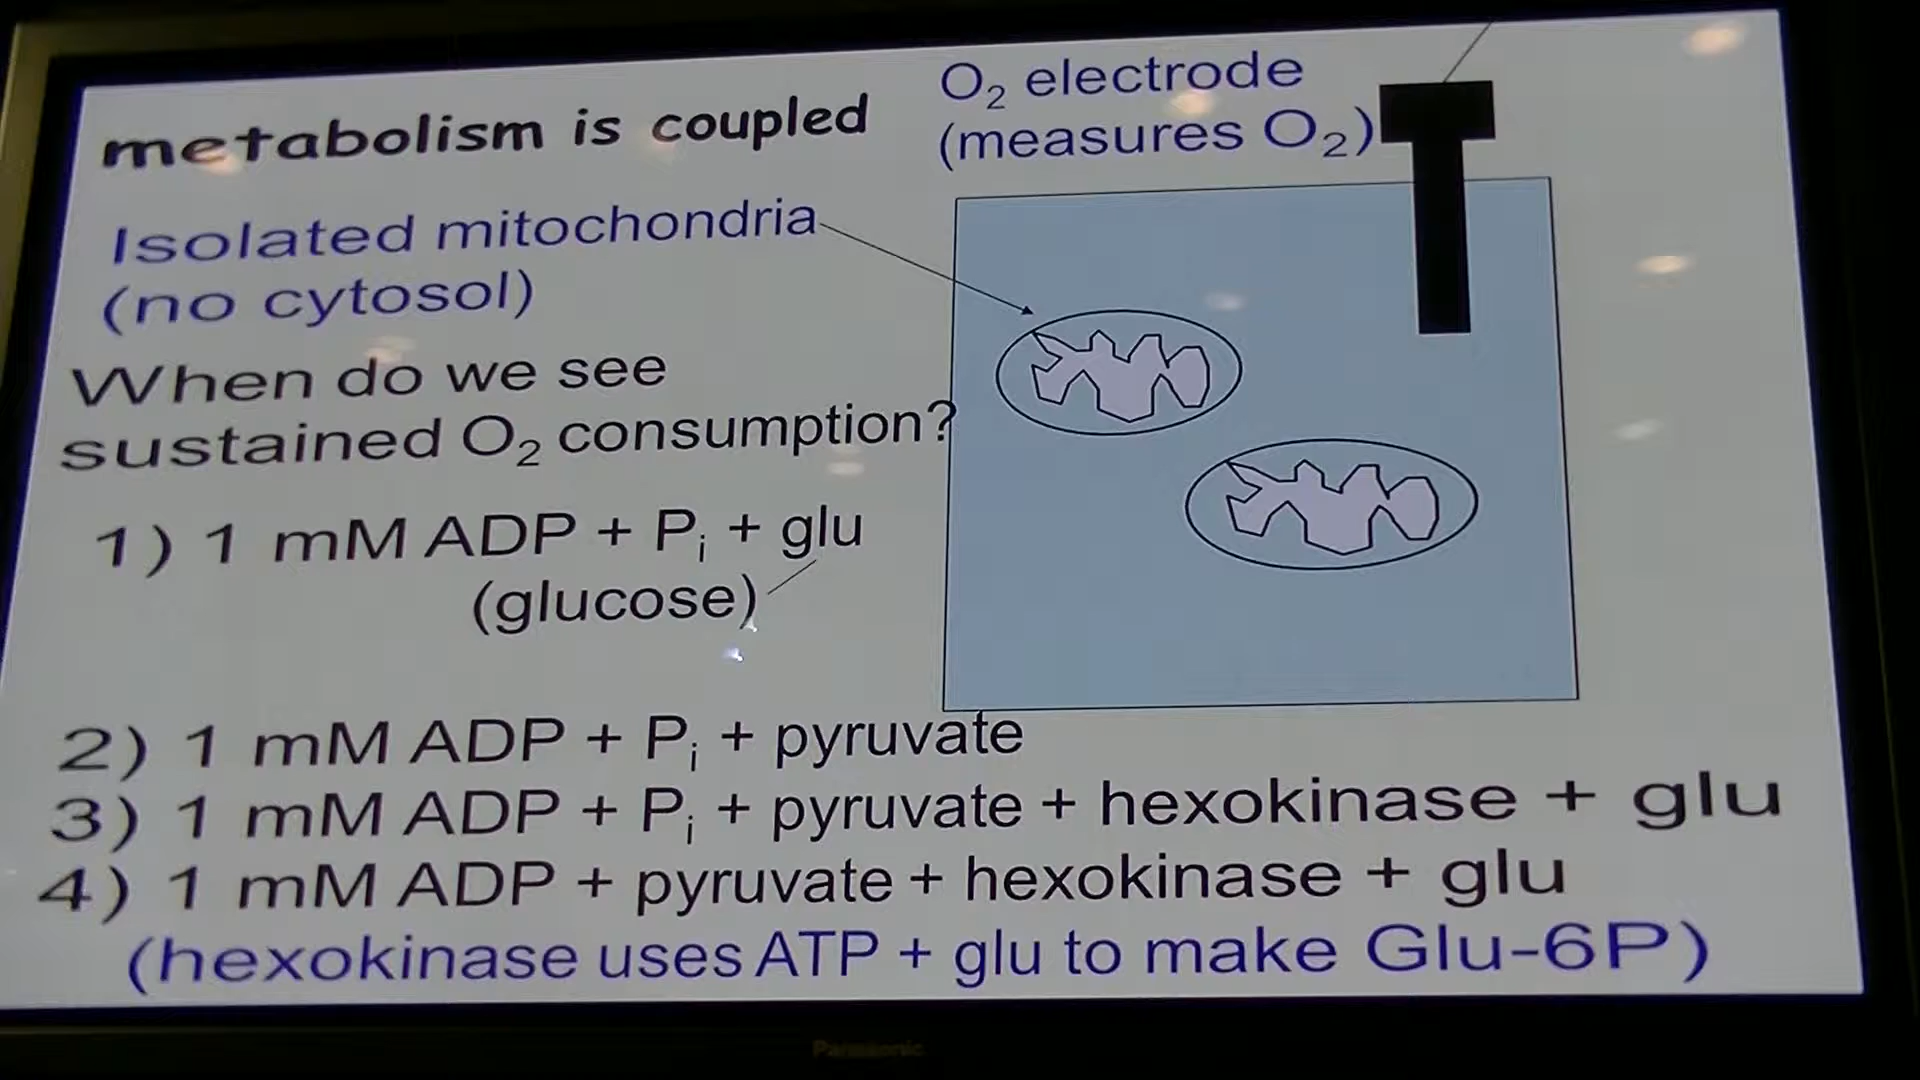 metabolism is coupled
O₂ electrode
(measures O₂)
Isolated mitochondria
(no cytosol)
When do we see
sustained O₂ consumption?
1) 1 mM ADP + Pᵢ + glu
(glucose)
2) 1 mM ADP + Pᵢ + pyruvate
3) 1 mM ADP + Pᵢ + pyruvate + hexokinase + glu
4) 1 mM ADP + pyruvate + hexokinase + glu
(hexokinase uses ATP + glu to make Glu-6P)
Panasonic